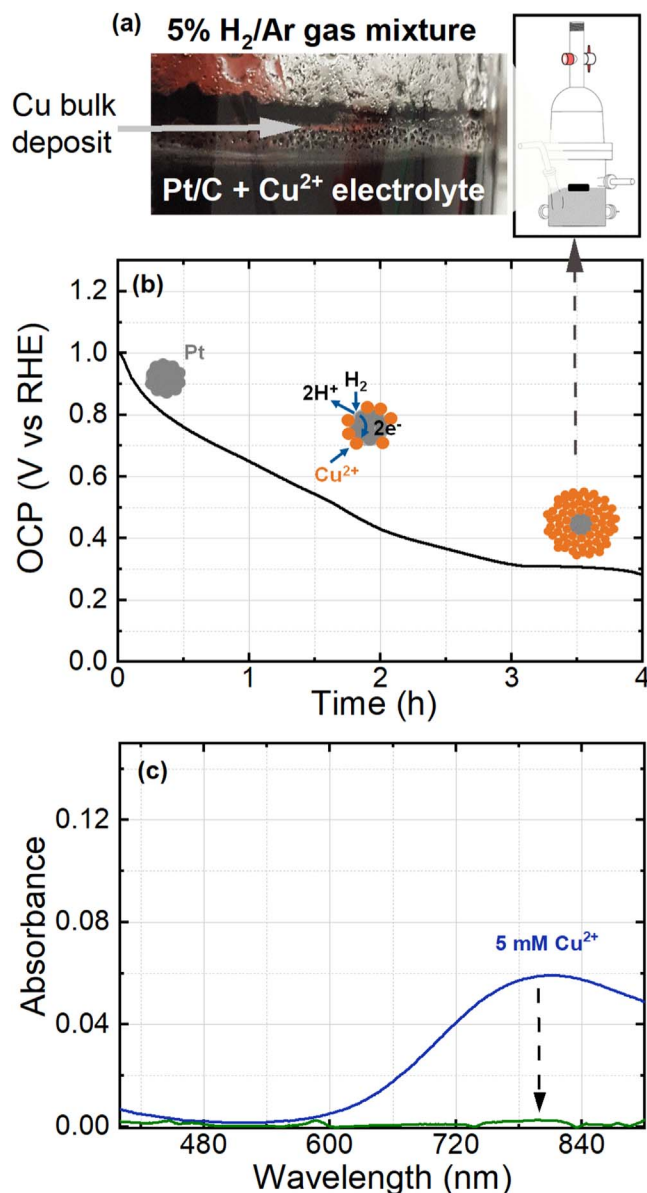 (a) 5% H₂/Ar gas mixture
Cu bulk
deposit
Pt/C + Cu²⁺ electrolyte
(b)
1.2
1.0
0.8
0.6
0.4
0.2
0.0
OCP (V vs RHE)
Pt
2H⁺
H₂
2e⁻
Cu²⁺
0 1 2 3 4
Time (h)
(c)
0.12
0.08
0.04
0.00
Absorbance
5 mM Cu²⁺
480 600 720 840
Wavelength (nm)